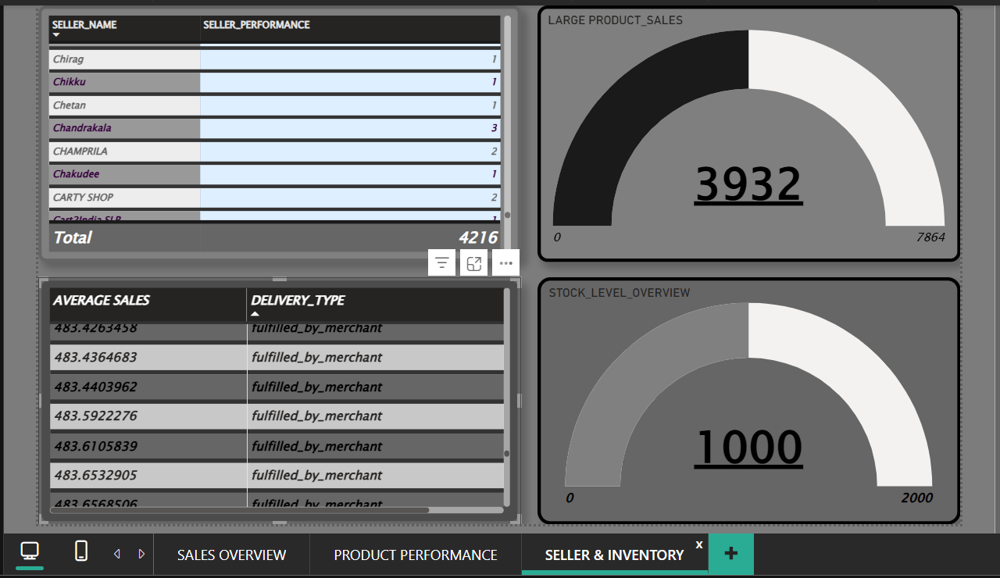 SELLER_NAME SELLER_PERFORMANCE
Chirag 1
Chikku 1
Chetan 1
Chandrakala 3
CHAMPRILA 2
Chakudee 1
CARTY SHOP 2
Cart2India SLP 1
Total 4216
LARGE PRODUCT_SALES
3932
0 7864
AVERAGE SALES DELIVERY_TYPE
483.4263458 fulfilled_by_merchant
483.4364683 fulfilled_by_merchant
483.4403962 fulfilled_by_merchant
483.5922276 fulfilled_by_merchant
483.6105839 fulfilled_by_merchant
483.6532905 fulfilled_by_merchant
483.6568506 fulfilled_by_merchant
STOCK_LEVEL_OVERVIEW
1000
0 2000
SALES OVERVIEW PRODUCT PERFORMANCE SELLER & INVENTORY x +